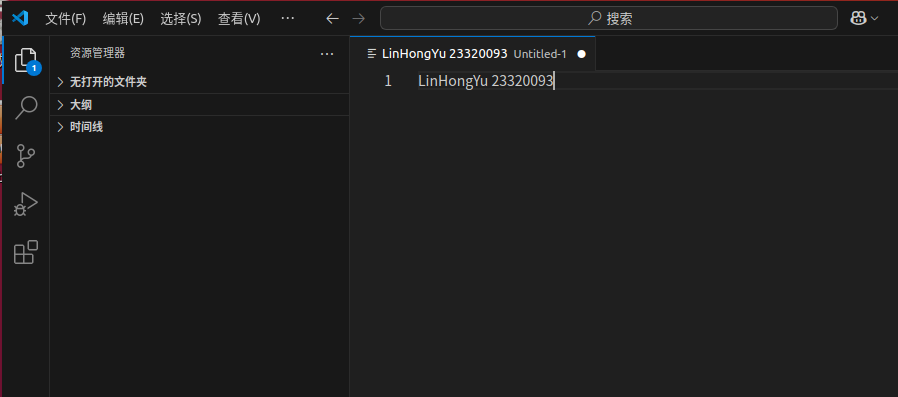 文件(F) 编辑(E) 选择(S) 查看(V) ··· 搜索
资源管理器 ···
LinHongYu 23320093 Untitled-1
1 LinHongYu 23320093
1
无打开的文件夹
大纲
时间线